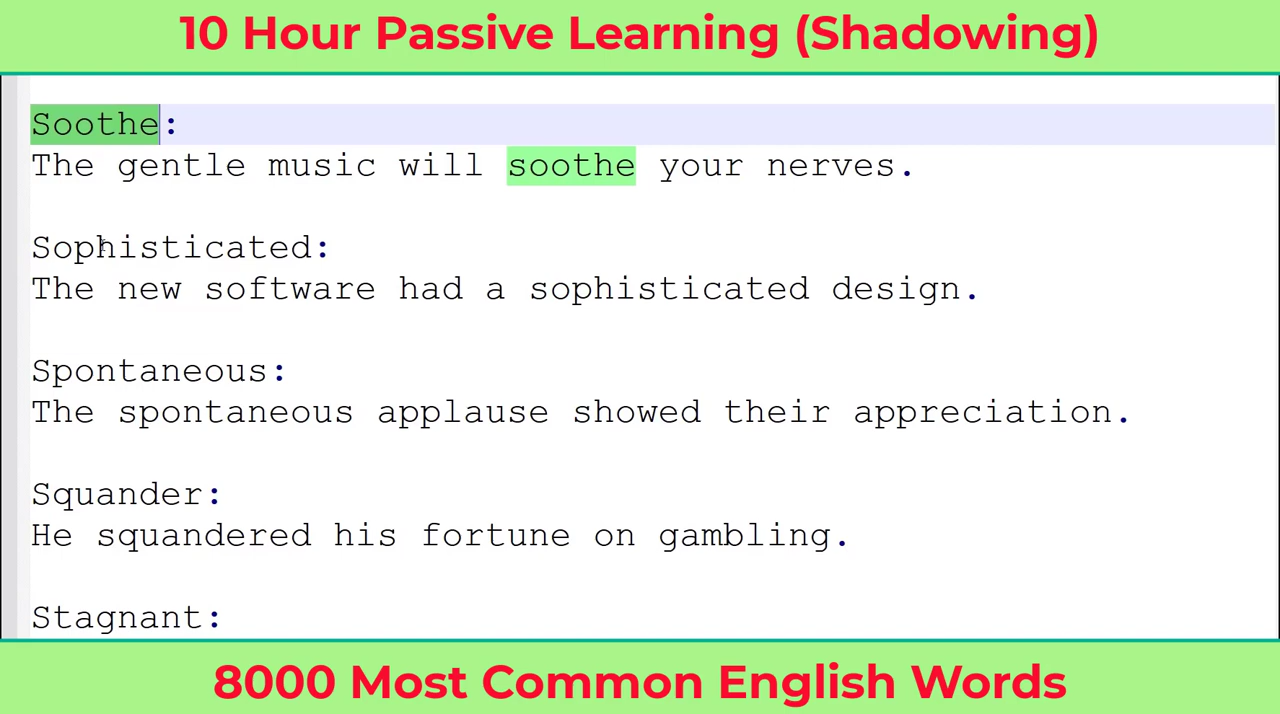 10 Hour Passive Learning (Shadowing)
Soothe:
The gentle music will soothe your nerves.
Sophisticated:
The new software had a sophisticated design.
Spontaneous:
The spontaneous applause showed their appreciation.
Squander:
He squandered his fortune on gambling.
Stagnant:
8000 Most Common English Words